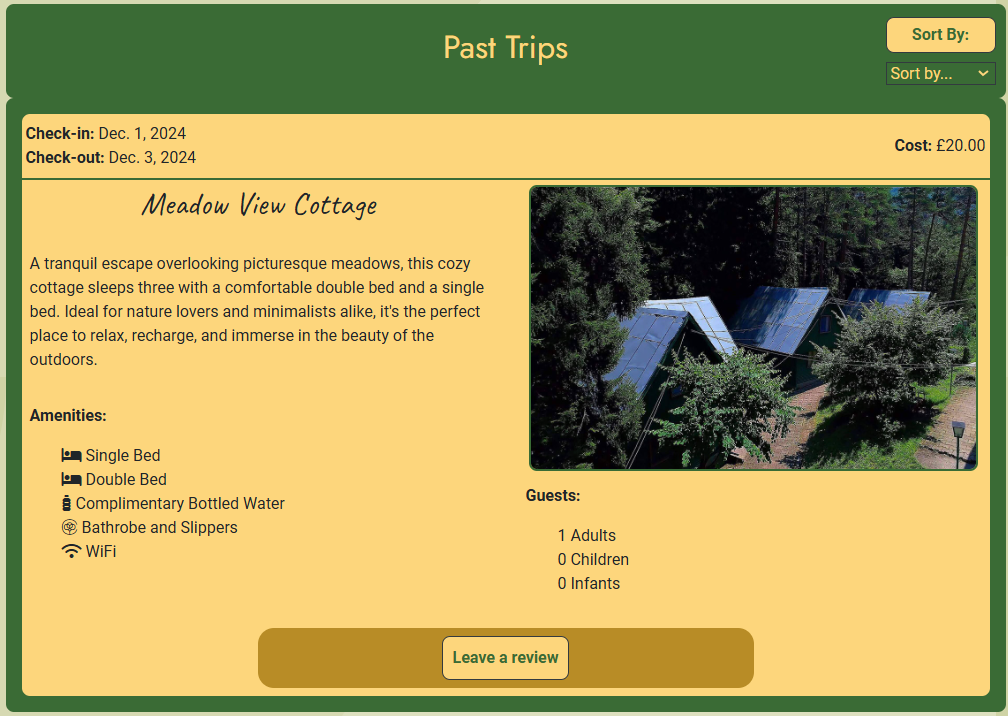 Past Trips
Sort By:
Sort by...
Check-in: Dec. 1, 2024
Check-out: Dec. 3, 2024
Cost: £20.00
Meadow View Cottage
A tranquil escape overlooking picturesque meadows, this cozy
cottage sleeps three with a comfortable double bed and a single
bed. Ideal for nature lovers and minimalists alike, it's the perfect
place to relax, recharge, and immerse in the beauty of the
outdoors.
Amenities:
Single Bed
Double Bed
Complimentary Bottled Water
Bathrobe and Slippers
WiFi
Guests:
1 Adults
0 Children
0 Infants
Leave a review